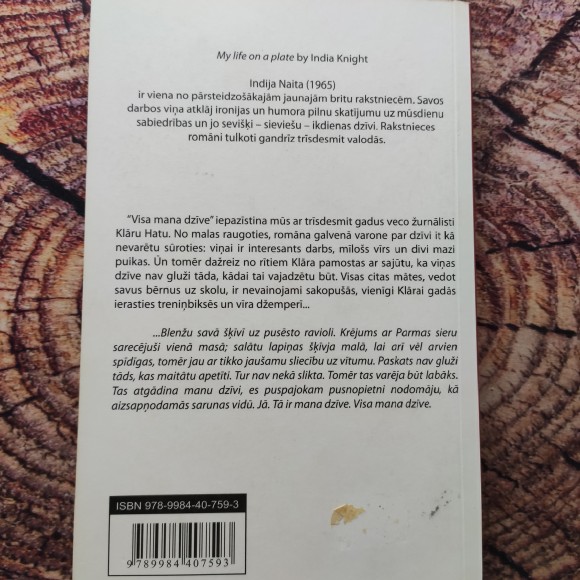 My life on a plate by India Knight
Indija Naita (1965)
ir viena no pārsteidzošākajām jaunajām britu rakstniecēm. Savos
darbos viņa atklāj ironijas un humora pilnu skatījumu uz mūsdienu
sabiedrības un jo sevišķi – sieviešu – ikdienas dzīvi. Rakstnieces
romāni tulkoti gandrīz trīsdesmit valodās.
"Visa mana dzīve" iepazīstina mūs ar trīsdesmit gadus veco žurnālisti
Klāru Hatu. No malas raugoties, romāna galvenā varone par dzīvi it kā
nevarētu sūroties: viņai ir interesants darbs, mīlošs vīrs un divi mazi
puikas. Un tomēr dažreiz no rītiem Klāra pamostas ar sajūtu, ka viņas
dzīve nav gluži tāda, kādai tai vajadzētu būt. Visas citas mātes, vedot
savus bērnus uz skolu, ir nevainojami sakopušās, vienīgi Klārai gadās
ierasties treniņbiksēs un vīra džemperī...
...Blenžu savā šķīvī uz pusēsto ravioli. Krējums ar Parmas sieru
sarecējuši vienā masā; salātu lapiņas šķīvja malā, lai arī vēl arvien
spīdīgas, tomēr jau ar tikko jaušamu sliecību uz vītumu. Paskats nav gluži
tāds, kas maitātu apetīti. Tur nav nekā slikta. Tomēr tas varēja būt labāks.
Tas atgādina manu dzīvi, es puspajokam pusnopietni nodomāju, kā
aizsapņodamās sarunas vidū. Jā. Tā ir mana dzīve. Visa mana dzīve.
ISBN 978-9984-40-759-3
9789984407593